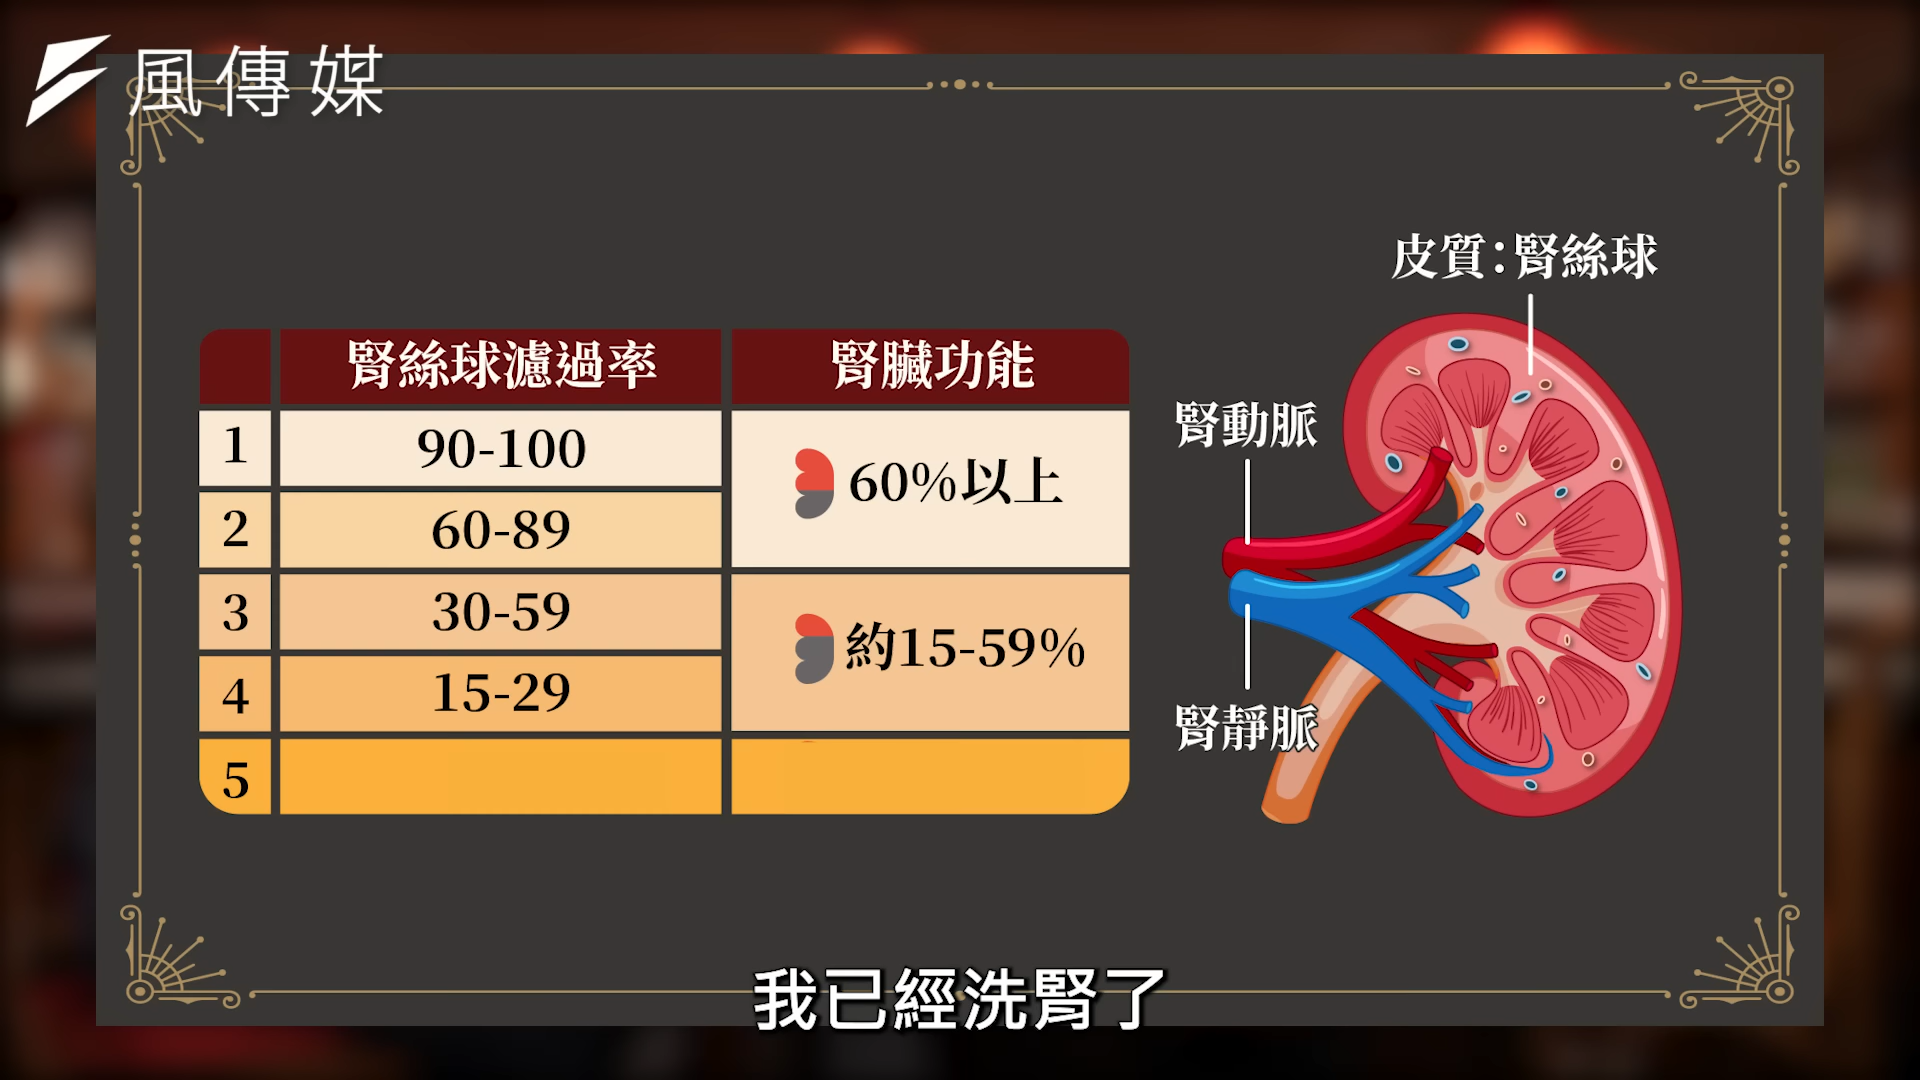 風傳媒
皮質:腎絲球
腎絲球濾過率 腎臟功能
1 90-100
60%以上
2 60-89
3 30-59
約15-59%
4 15-29
5
腎動脈
腎靜脈
我已經洗腎了